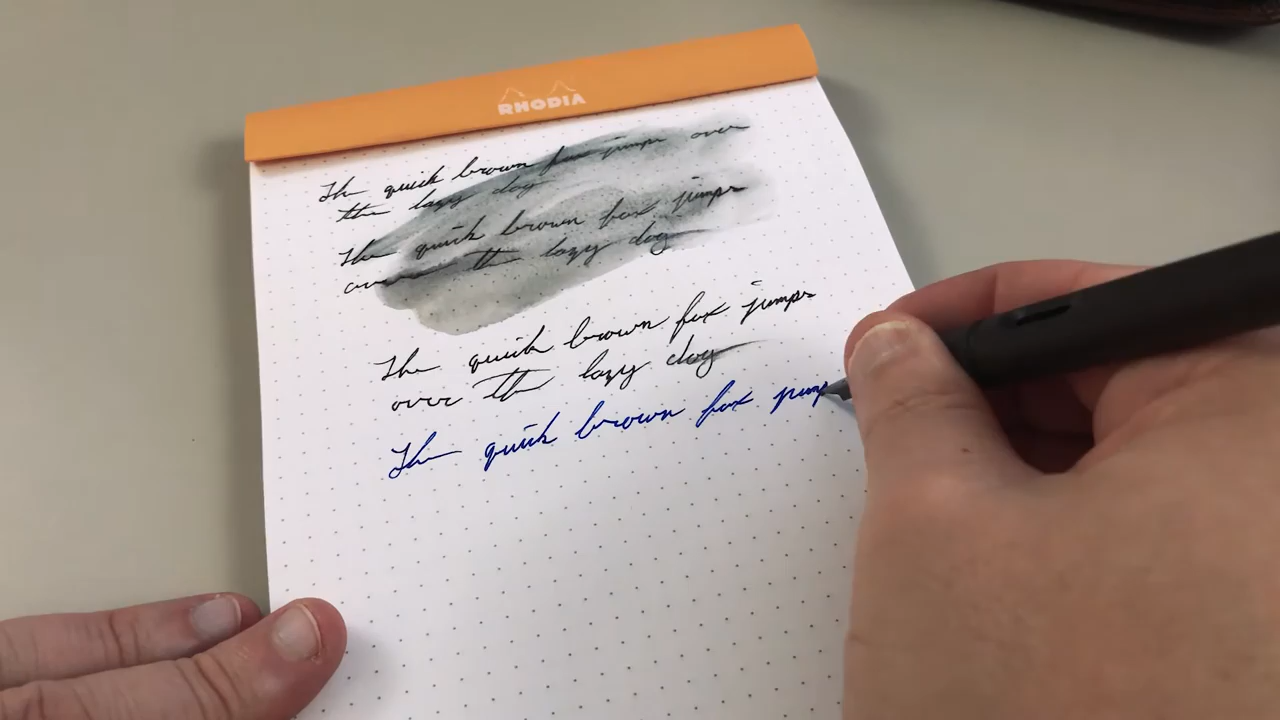 RHODIA
The quick brown fox jumps over
the lazy dog
The quick brown fox jumps
over the lazy dog
The quick brown fox jumps
over the lazy dog
The quick brown fox jump